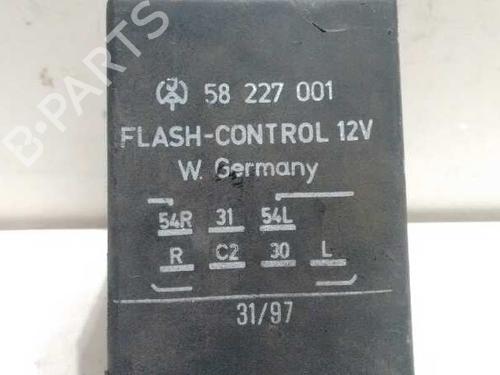 58 227 001
FLASH-CONTROL 12V
W. Germany
54R 31 54L
R C2 30 L
31/97
B-PARTS